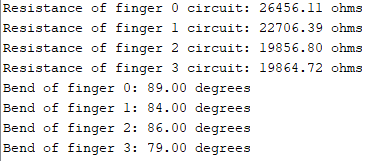 Resistance of finger 0 circuit: 26456.11 ohms
Resistance of finger 1 circuit: 22706.39 ohms
Resistance of finger 2 circuit: 19856.80 ohms
Resistance of finger 3 circuit: 19864.72 ohms
Bend of finger 0: 89.00 degrees
Bend of finger 1: 84.00 degrees
Bend of finger 2: 86.00 degrees
Bend of finger 3: 79.00 degrees